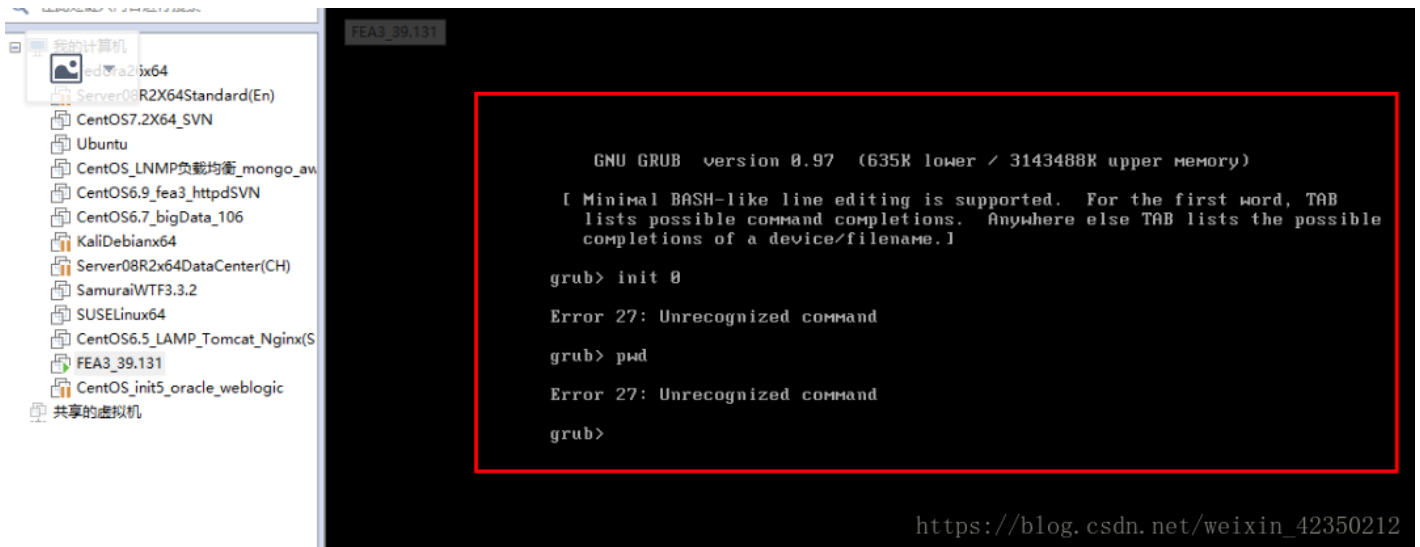 我的计算机
edora26x64
Server08R2X64Standard(En)
CentOS7.2X64_SVN
Ubuntu
CentOS_LNMP负载均衡_mongo_aw
CentOS6.9_fea3_httpdSVN
CentOS6.7_bigData_106
KaliDebianx64
Server08R2x64DataCenter(CH)
SamuraiWTF3.3.2
SUSELinux64
CentOS6.5_LAMP_Tomcat_Nginx(S
FEA3_39.131
CentOS_init5_oracle_weblogic
共享的虚拟机
FEA3_39.131
GNU GRUB version 0.97 (635K lower / 3143488K upper memory)
[ Minimal BASH-like line editing is supported. For the first word, TAB
lists possible command completions. Anywhere else TAB lists the possible
completions of a device/filename.]
grub> init 0
Error 27: Unrecognized command
grub> pwd
Error 27: Unrecognized command
grub>
https://blog.csdn.net/weixin_42350212